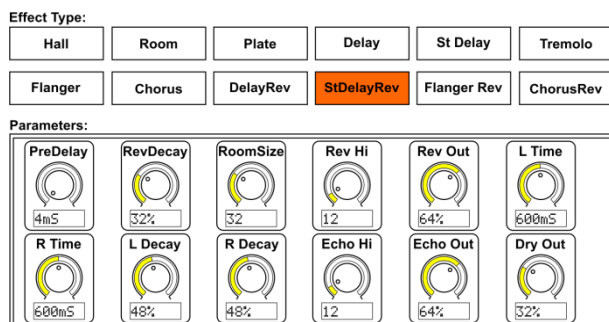 Effect Type:
Hall Room Plate Delay St Delay Tremolo
Flanger Chorus DelayRev StDelayRev Flanger Rev ChorusRev
Parameters:
PreDelay RevDecay RoomSize Rev Hi Rev Out L Time
4mS 32% 32 12 64% 600mS
R Time L Decay R Decay Echo Hi Echo Out Dry Out
600mS 48% 48% 12 64% 32%